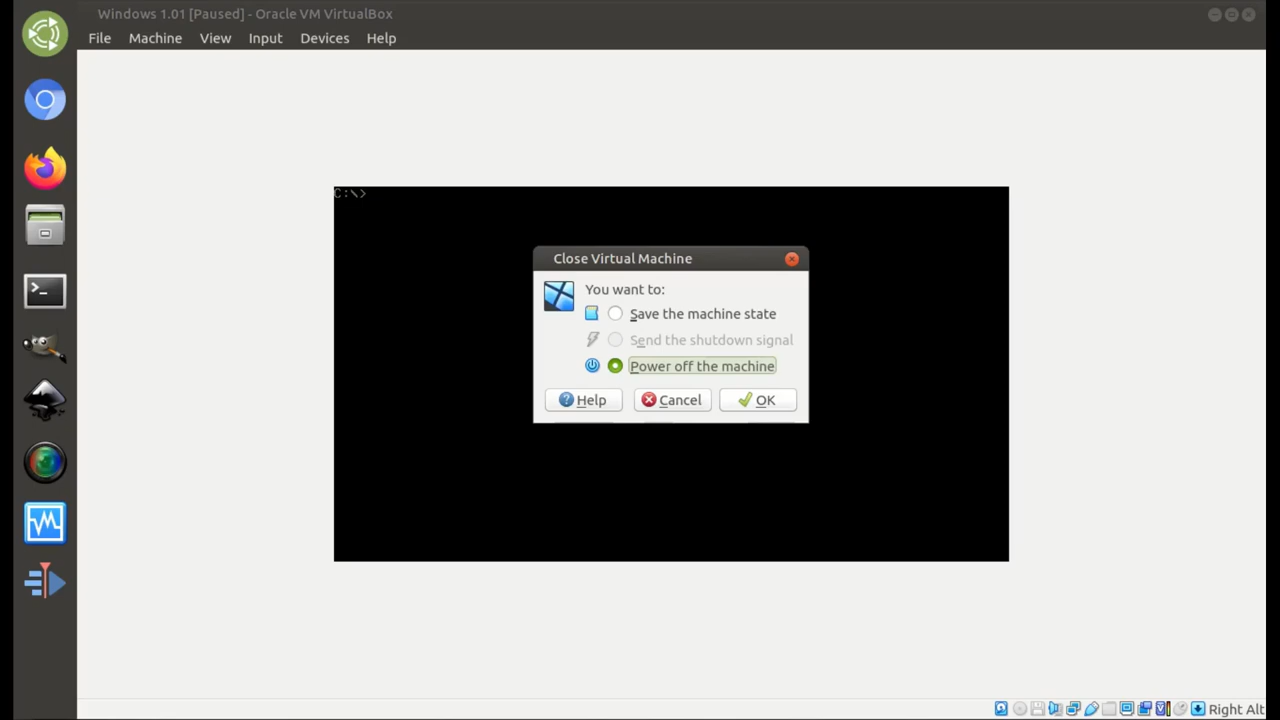 Windows 1.01 [Paused] - Oracle VM VirtualBox
File Machine View Input Devices Help
C:\>
Close Virtual Machine
You want to:
Save the machine state
Send the shutdown signal
Power off the machine
Help Cancel OK
Right Alt